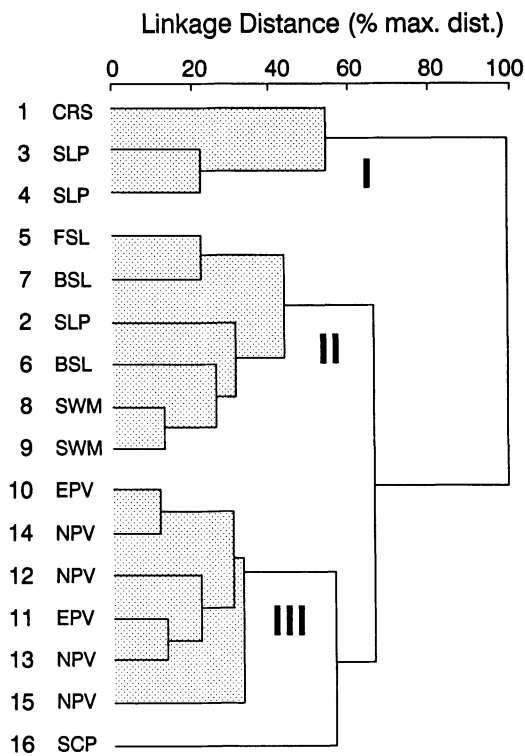 Linkage Distance (% max. dist.)
0 20 40 60 80 100
1 CRS
3 SLP
4 SLP
I
5 FSL
7 BSL
2 SLP
II
6 BSL
8 SWM
9 SWM
10 EPV
14 NPV
12 NPV
11 EPV
III
13 NPV
15 NPV
16 SCP